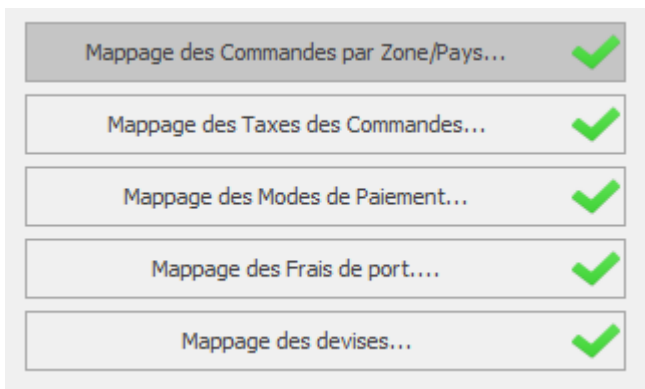 Mappage des Commandes par Zone/Pays...
Mappage des Taxes des Commandes...
Mappage des Modes de Paiement...
Mappage des Frais de port....
Mappage des devises...